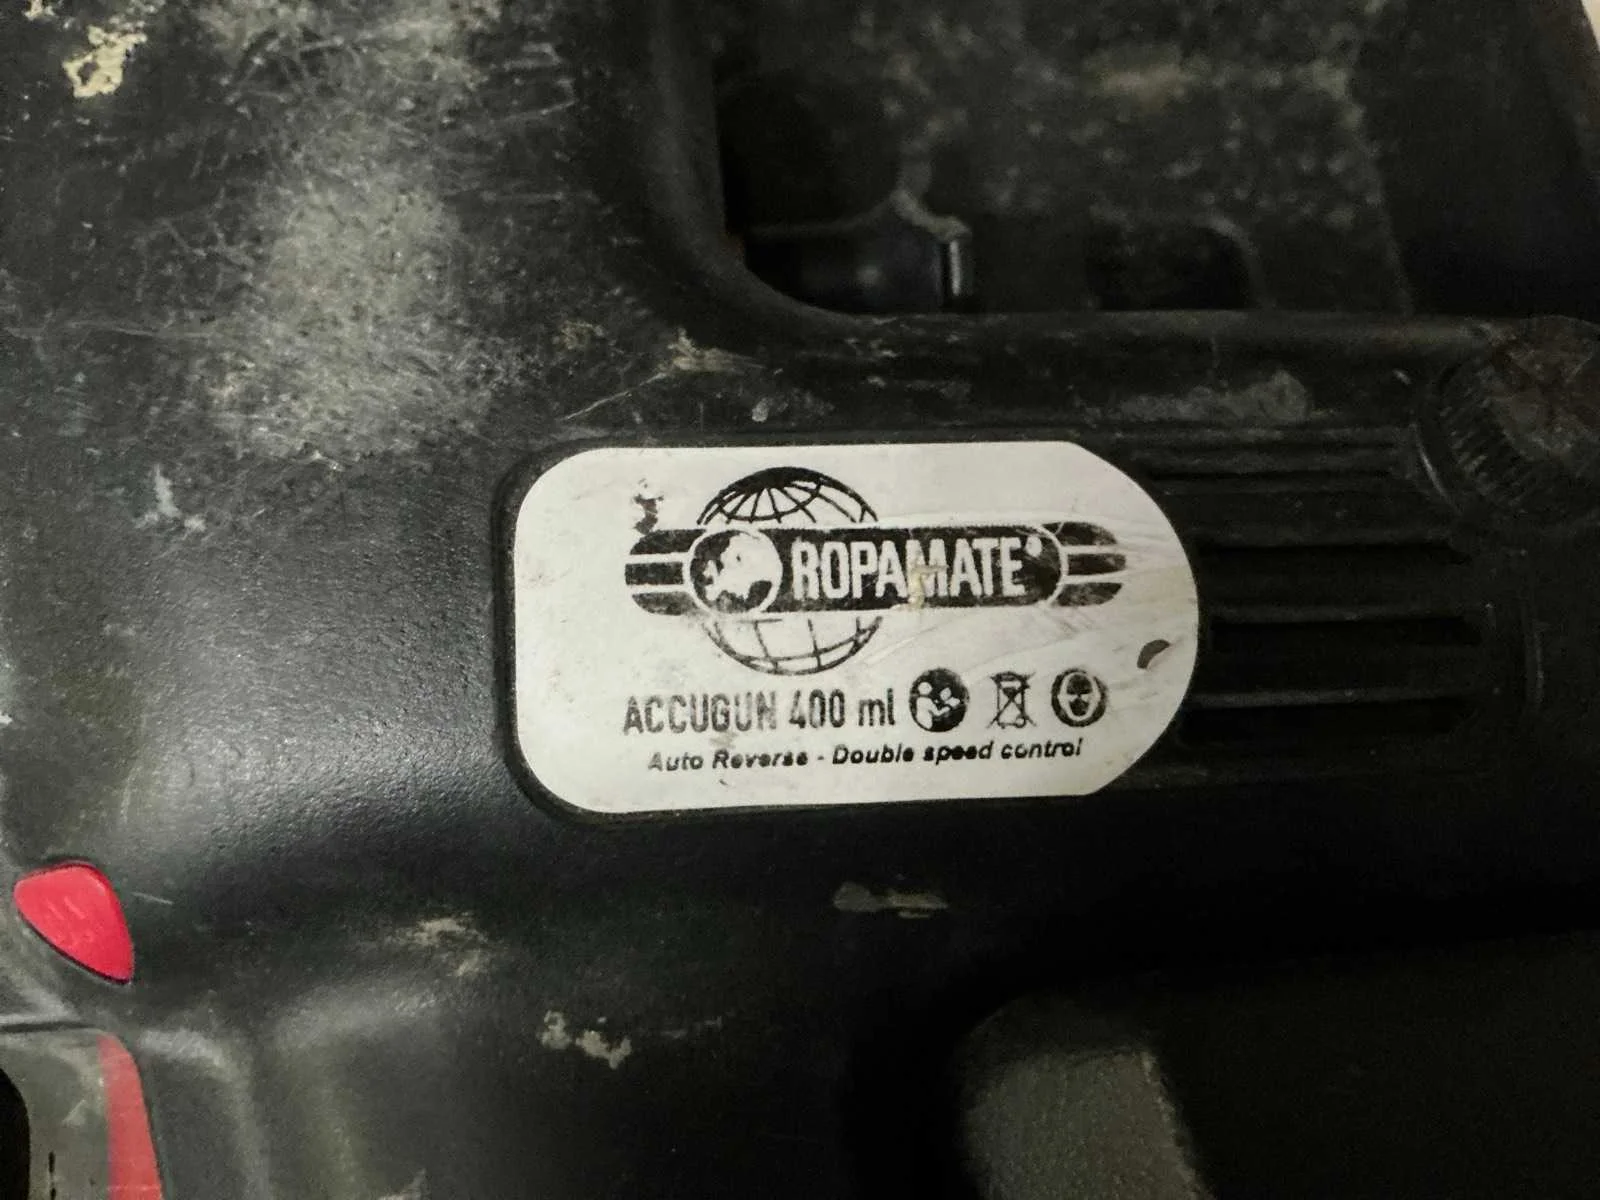 ROPAMATE®
ACCUGUN 400 ml
Auto Reverse - Double speed control